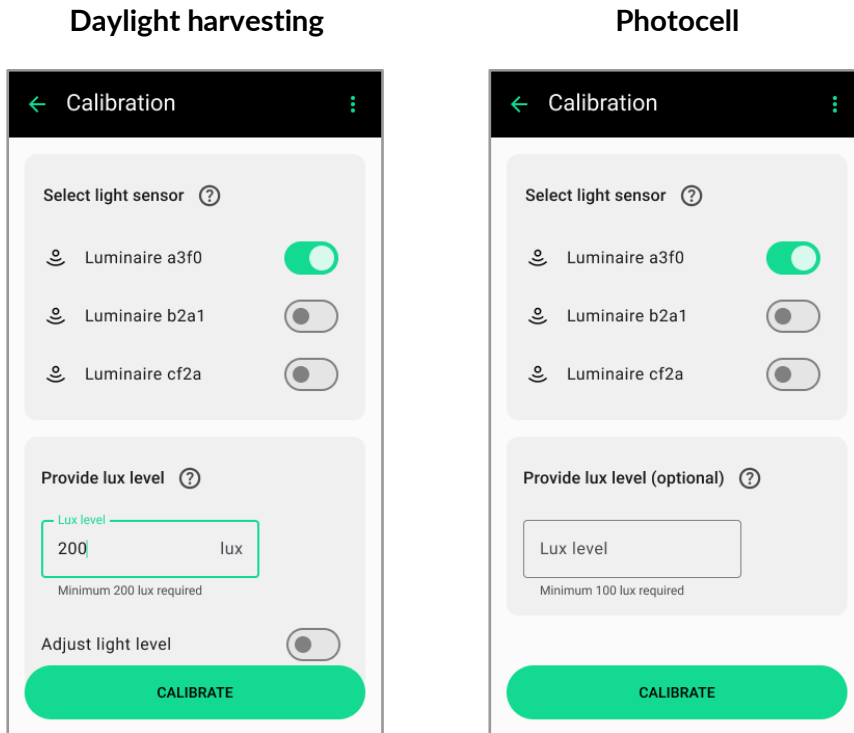 Daylight harvesting
Calibration
Select light sensor
Luminaire a3f0
Luminaire b2a1
Luminaire cf2a
Provide lux level
Lux level
200 lux
Minimum 200 lux required
Adjust light level
CALIBRATE
Photocell
Calibration
Select light sensor
Luminaire a3f0
Luminaire b2a1
Luminaire cf2a
Provide lux level (optional)
Lux level
Minimum 100 lux required
CALIBRATE